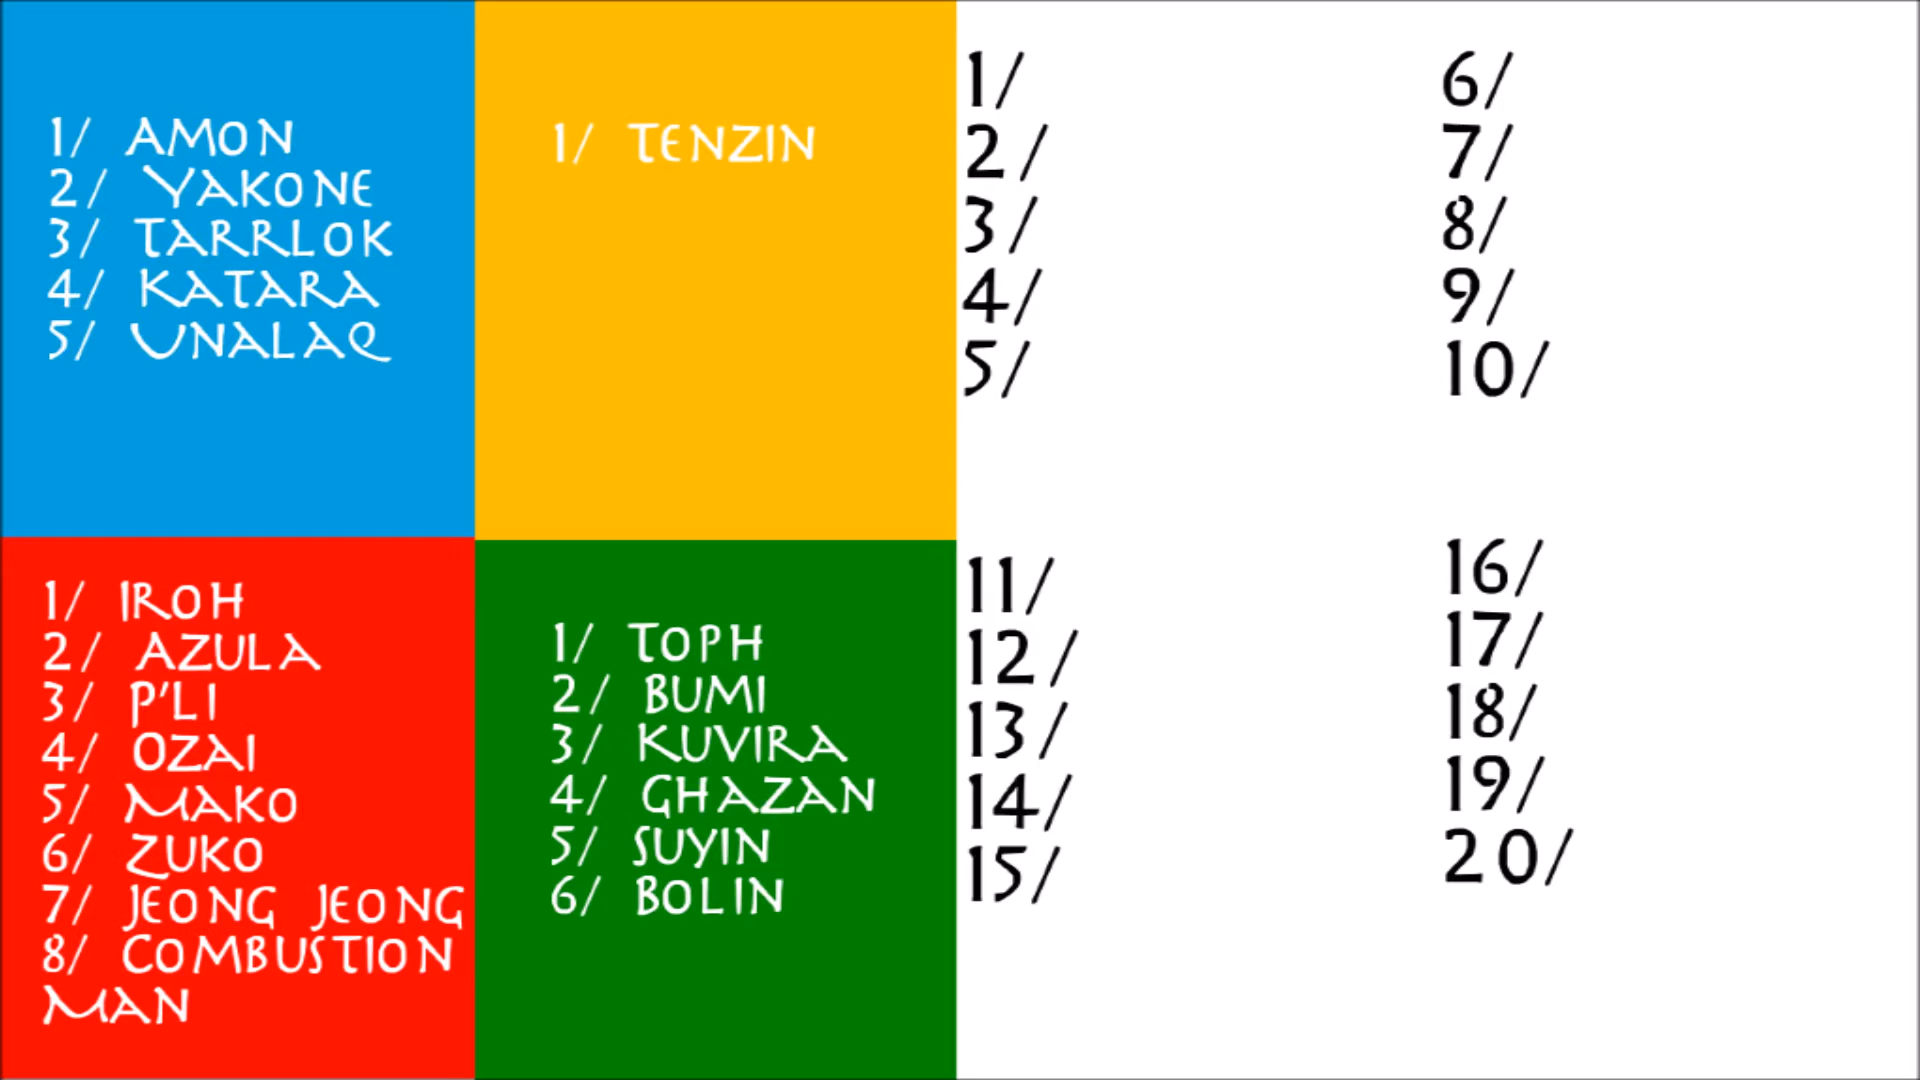 1/ AMON
2/ YAKONE
3/ TARRLOK
4/ KATARA
5/ UNALAQ
1/ TENZIN
1/ IROH
2/ AZULA
3/ P'LI
4/ OZAI
5/ MAKO
6/ ZUKO
7/ JEONG JEONG
8/ COMBUSTION
MAN
1/ TOPH
2/ BUMI
3/ KUVIRA
4/ GHAZAN
5/ SUYIN
6/ BOLIN
1/
2/
3/
4/
5/
6/
7/
8/
9/
10/
11/
12/
13/
14/
15/
16/
17/
18/
19/
20/